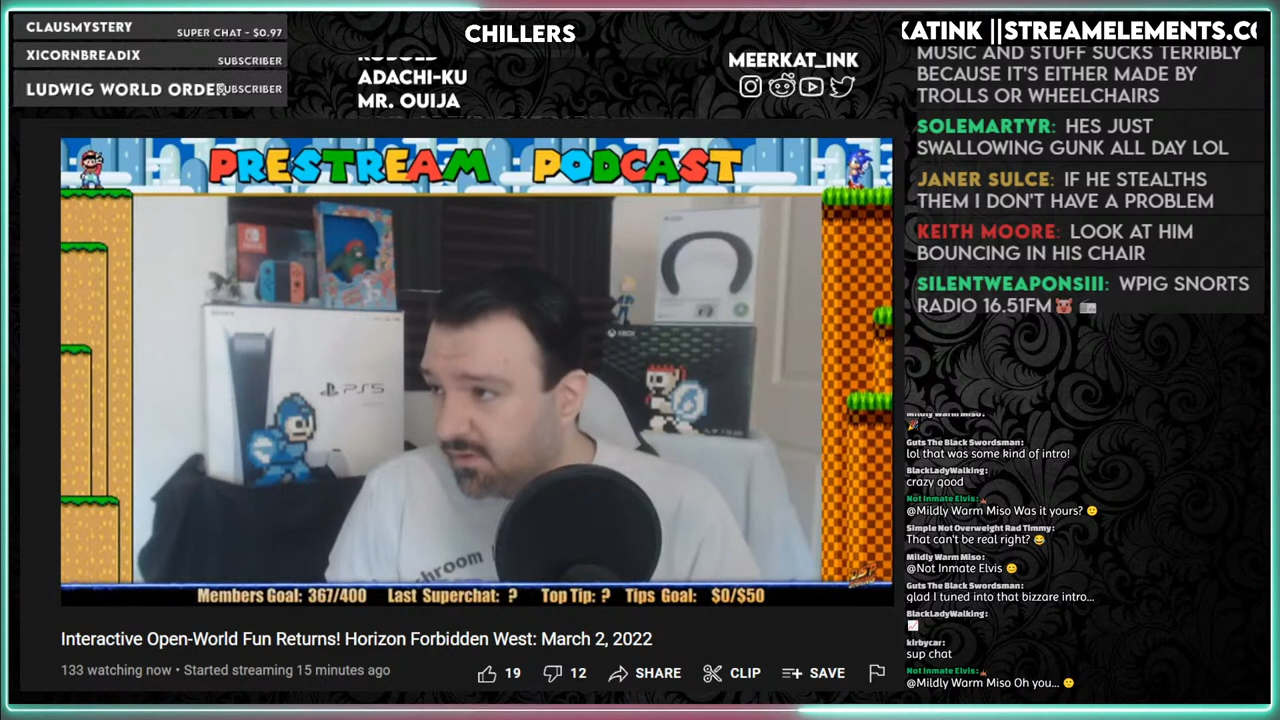 CLAUSMYSTERY
SUPER CHAT - $0.97
XICORNBREADIX
SUBSCRIBER
LUDWIG WORLD ORDER
SUBSCRIBER
CHILLERS
ADACHI-KU
MR. OUIJA
MEERKAT_INK
KATINK ||STREAMELEMENTS.CO
MUSIC AND STUFF SUCKS TERRIBLY
BECAUSE IT'S EITHER MADE BY
TROLLS OR WHEELCHAIRS
SOLEMARTYR: HES JUST
SWALLOWING GUNK ALL DAY LOL
JANER SULCE: IF HE STEALTHS
THEM I DON'T HAVE A PROBLEM
KEITH MOORE: LOOK AT HIM
BOUNCING IN HIS CHAIR
SILENTWEAPONSIII: WPIG SNORTS
RADIO 16.51FM
PRESTREAM PODCAST
SONY
PS5
XBOX
shroom
Members Goal: 367/400 Last Superchat: ? Top Tip: ? Tips Goal: $0/$50
Interactive Open-World Fun Returns! Horizon Forbidden West: March 2, 2022
133 watching now • Started streaming 15 minutes ago
19
12
SHARE
CLIP
SAVE
Mildly Warm Miso:
Guts The Black Swordsman:
lol that was some kind of intro!
BlackLadyWalking:
crazy good
Not Inmate Elvis:
@Mildly Warm Miso Was it yours?
Simple Not Overweight Rad Timmy:
That can't be real right?
Mildly Warm Miso:
@Not Inmate Elvis
Guts The Black Swordsman:
glad I tuned into that bizzare intro...
BlackLadyWalking:
kirbycar:
sup chat
Not Inmate Elvis:
@Mildly Warm Miso Oh you...